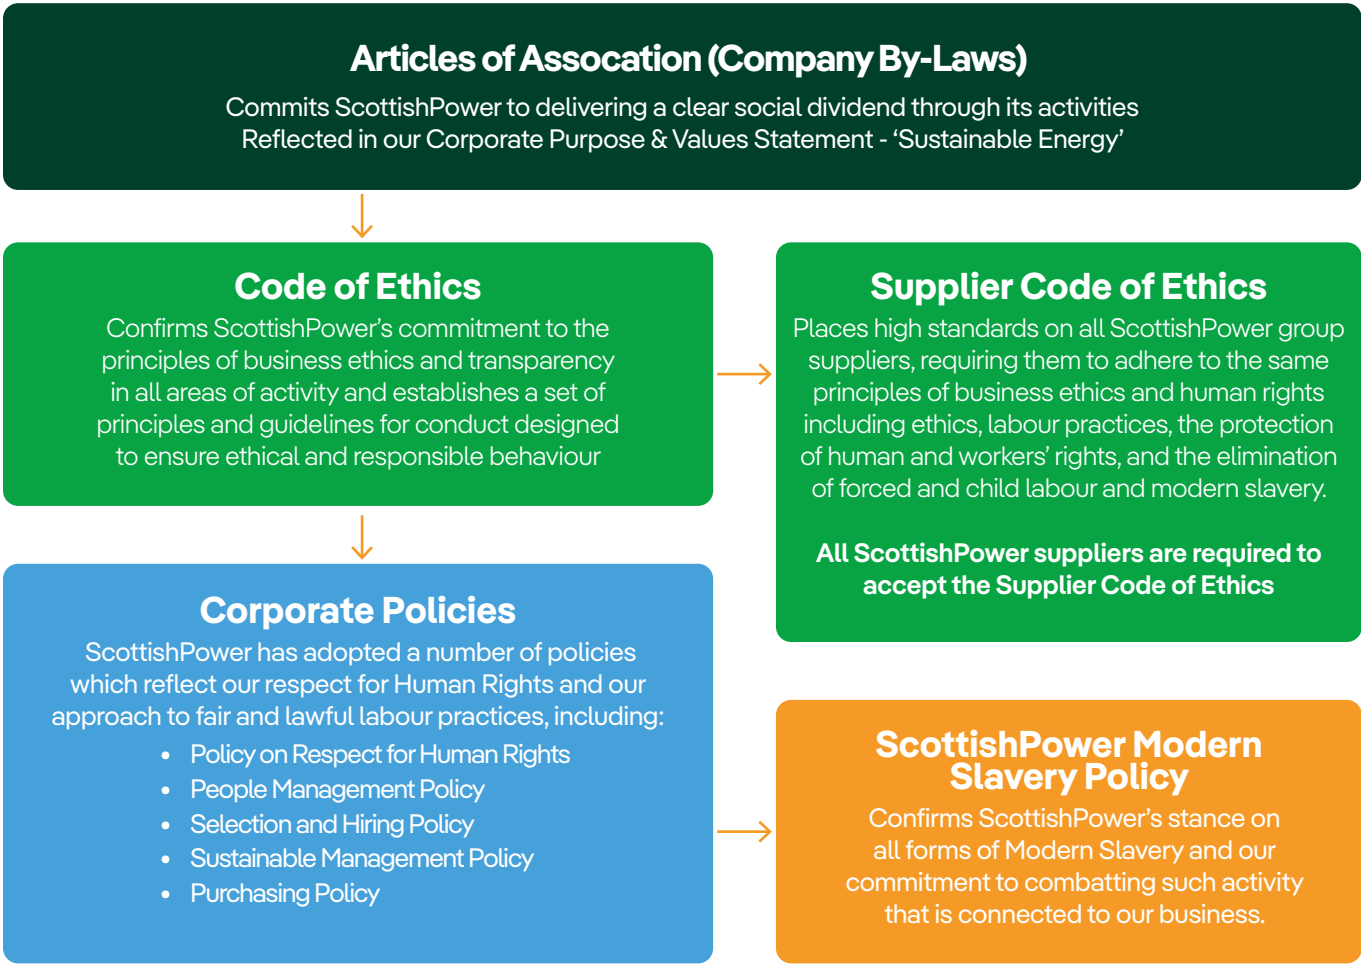 Articles of Assocation (Company By-Laws)
Commits ScottishPower to delivering a clear social dividend through its activities
Reflected in our Corporate Purpose & Values Statement - ‘Sustainable Energy’
Code of Ethics
Confirms ScottishPower’s commitment to the
principles of business ethics and transparency
in all areas of activity and establishes a set of
principles and guidelines for conduct designed
to ensure ethical and responsible behaviour
Supplier Code of Ethics
Places high standards on all ScottishPower group
suppliers, requiring them to adhere to the same
principles of business ethics and human rights
including ethics, labour practices, the protection
of human and workers’ rights, and the elimination
of forced and child labour and modern slavery.
All ScottishPower suppliers are required to
accept the Supplier Code of Ethics
Corporate Policies
ScottishPower has adopted a number of policies
which reflect our respect for Human Rights and our
approach to fair and lawful labour practices, including:
• Policy on Respect for Human Rights
• People Management Policy
• Selection and Hiring Policy
• Sustainable Management Policy
• Purchasing Policy
ScottishPower Modern
Slavery Policy
Confirms ScottishPower’s stance on
all forms of Modern Slavery and our
commitment to combatting such activity
that is connected to our business.